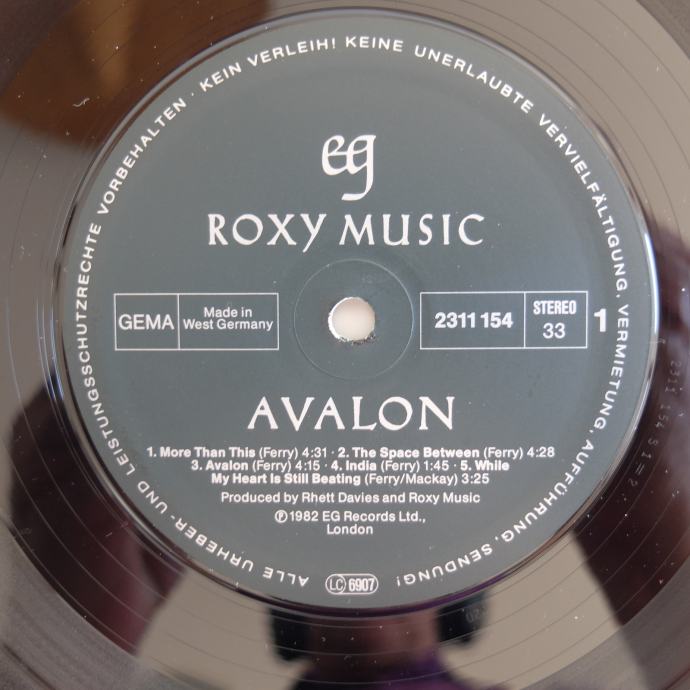 ALLE URHEBER- UND LEISTUNGSSCHUTZRECHTE VORBEHALTEN · KEIN VERLEIH! KEINE UNERLAUBTE VERVIELFÄLTIGUNG, VERMIETUNG, AUFFÜHRUNG, SENDUNG!
eg
ROXY MUSIC
GEMA
Made in
West Germany
2311 154
STEREO
33
1
AVALON
1. More Than This (Ferry) 4:31 · 2. The Space Between (Ferry) 4:28
3. Avalon (Ferry) 4:15 · 4. India (Ferry) 1:45 · 5. While
My Heart Is Still Beating (Ferry/Mackay) 3:25
Produced by Rhett Davies and Roxy Music
℗ 1982 EG Records Ltd.,
London
LC 6907
2311 154 S 1